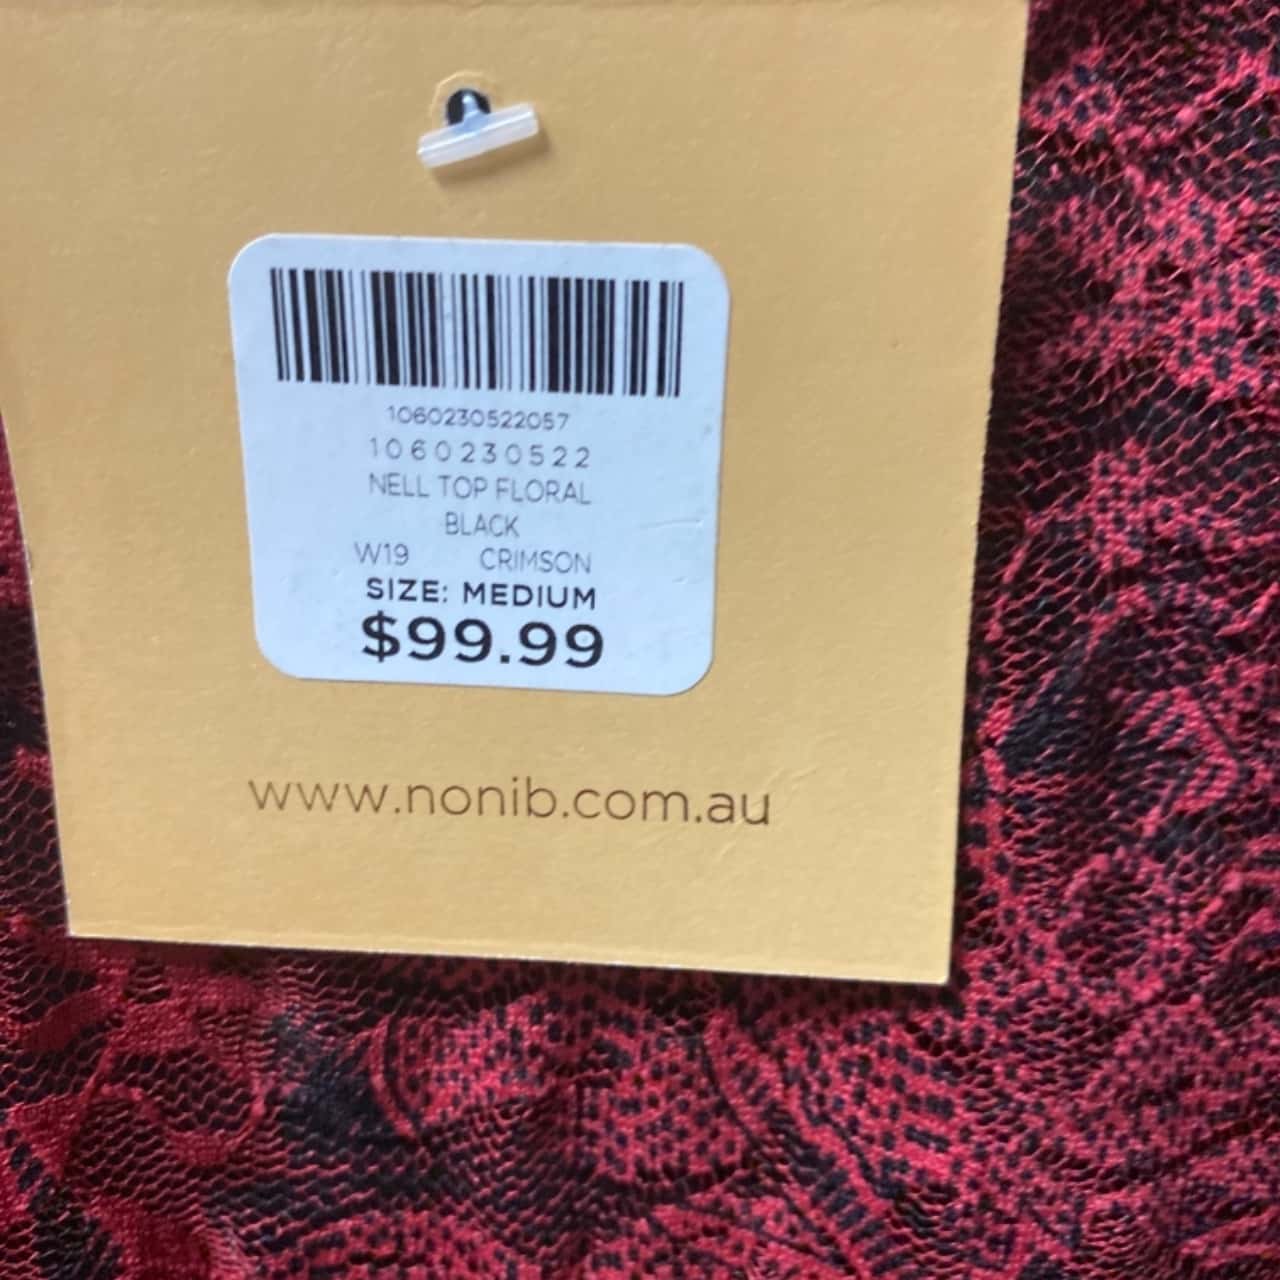 1060230522057
1060230522
NELL TOP FLORAL
BLACK
W19 CRIMSON
SIZE: MEDIUM
$99.99
www.nonib.com.au